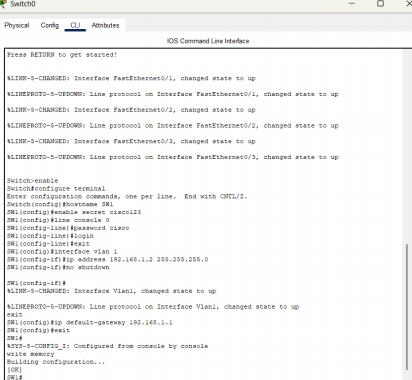 Switch0
Physical Config CLI Attributes
IOS Command Line Interface
Press RETURN to get started!
%LINK-5-CHANGED: Interface FastEthernet0/1, changed state to up
%LINEPROTO-5-UPDOWN: Line protocol on Interface FastEthernet0/1, changed state to up
%LINK-5-CHANGED: Interface FastEthernet0/2, changed state to up
%LINEPROTO-5-UPDOWN: Line protocol on Interface FastEthernet0/2, changed state to up
%LINK-5-CHANGED: Interface FastEthernet0/3, changed state to up
%LINEPROTO-5-UPDOWN: Line protocol on Interface FastEthernet0/3, changed state to up
Switch>enable
Switch#configure terminal
Enter configuration commands, one per line. End with CNTL/Z.
Switch(config)#hostname SW1
SW1(config)#enable secret cisco123
SW1(config)#line console 0
SW1(config-line)#password cisco
SW1(config-line)#login
SW1(config-line)#exit
SW1(config)#interface vlan 1
SW1(config-if)#ip address 192.168.1.2 255.255.255.0
SW1(config-if)#no shutdown
SW1(config-if)#
%LINK-5-CHANGED: Interface Vlan1, changed state to up
%LINEPROTO-5-UPDOWN: Line protocol on Interface Vlan1, changed state to up
exit
SW1(config)#ip default-gateway 192.168.1.1
SW1(config)#exit
SW1#
%SYS-5-CONFIG_I: Configured from console by console
write memory
Building configuration...
[OK]
SW1#